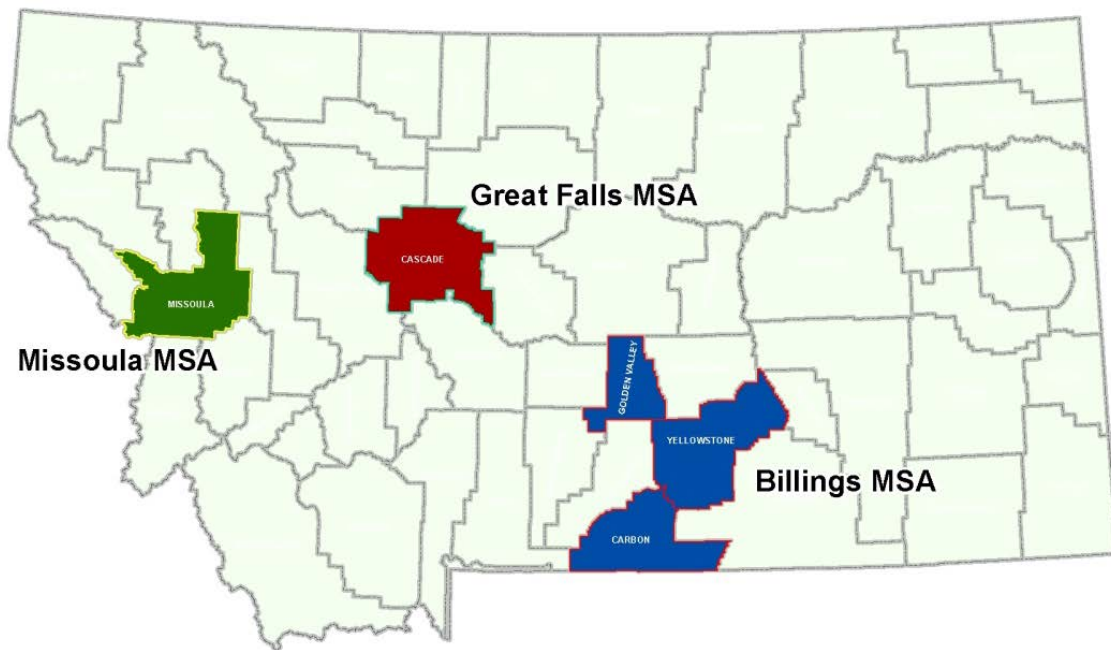 Great Falls MSA
CASCADE
MISSOULA
Missoula MSA
GOLDEN VALLEY
YELLOWSTONE
Billings MSA
CARBON